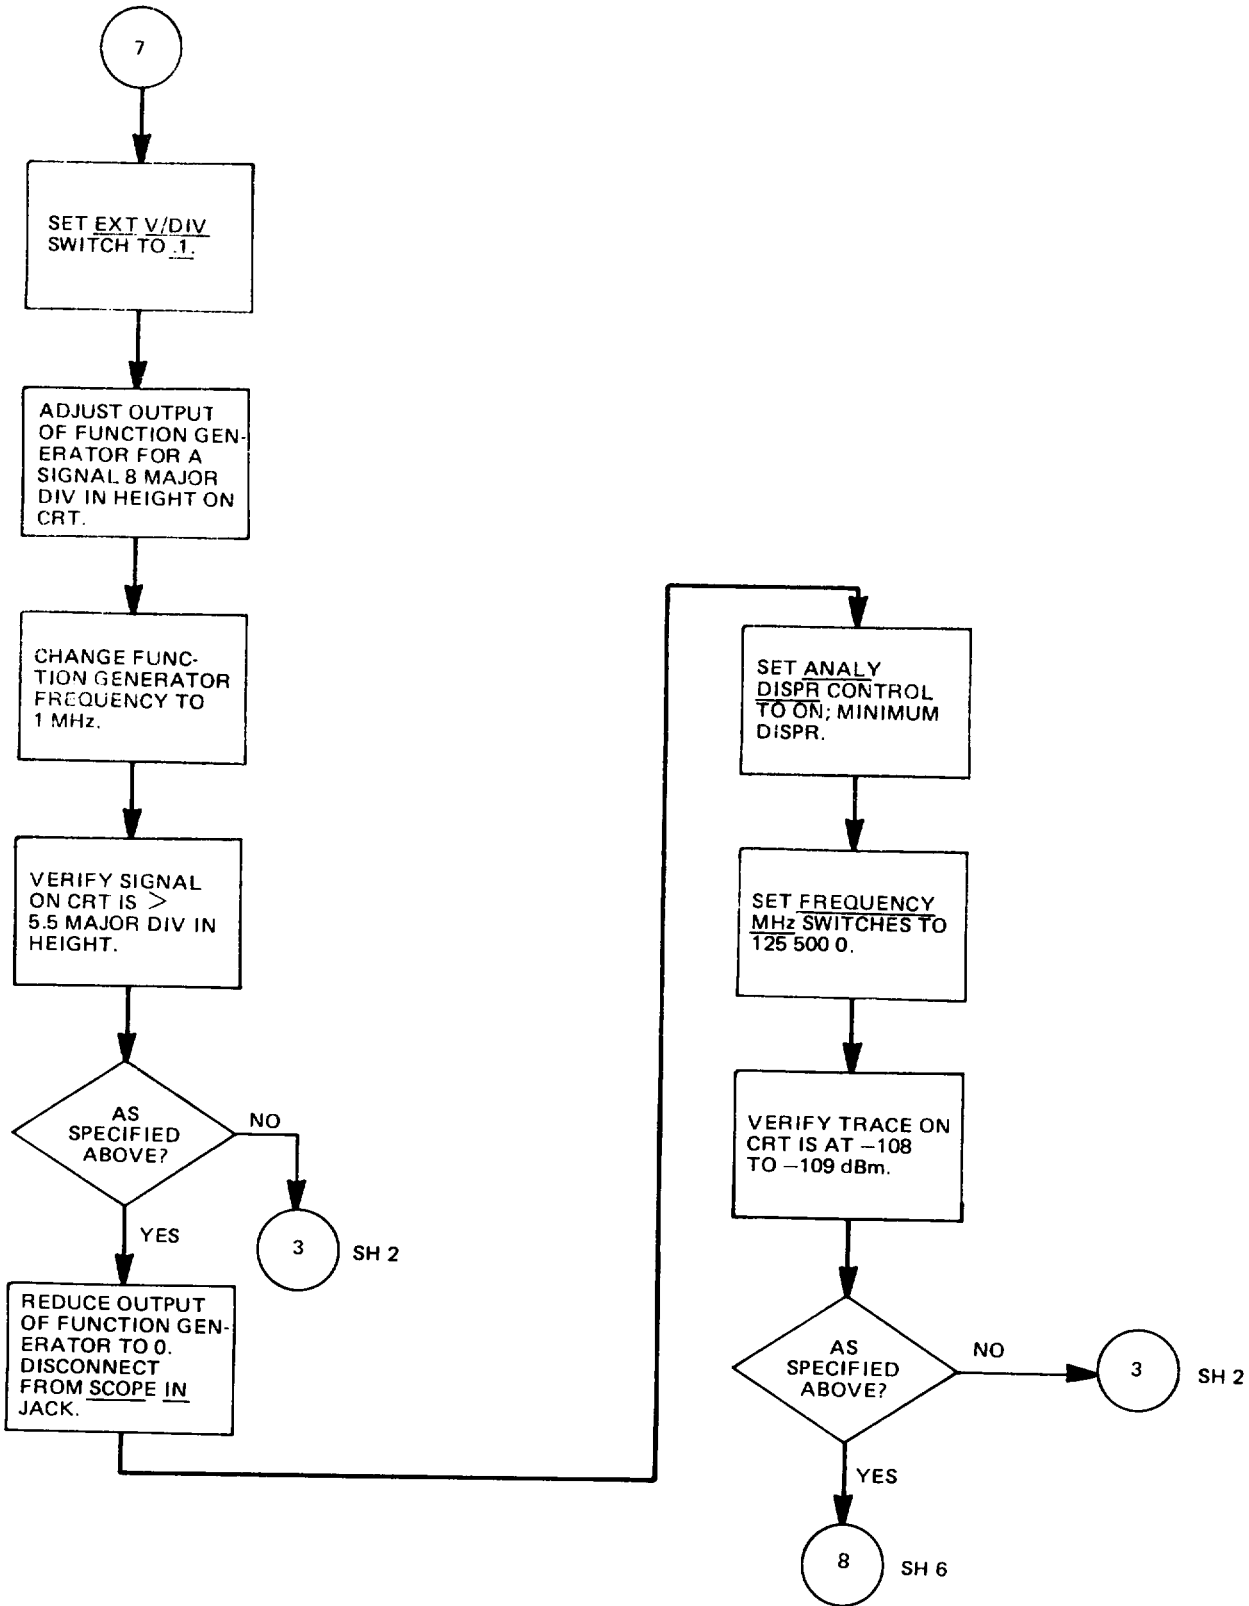 7
SET EXT V/DIV
SWITCH TO .1.
ADJUST OUTPUT
OF FUNCTION GEN-
ERATOR FOR A
SIGNAL 8 MAJOR
DIV IN HEIGHT ON
CRT.
CHANGE FUNC-
TION GENERATOR
FREQUENCY TO
1 MHz.
VERIFY SIGNAL
ON CRT IS >
5.5 MAJOR DIV IN
HEIGHT.
AS
SPECIFIED
ABOVE?
NO
3
SH 2
YES
REDUCE OUTPUT
OF FUNCTION GEN-
ERATOR TO 0.
DISCONNECT
FROM SCOPE IN
JACK.
SET ANALY
DISPR CONTROL
TO ON; MINIMUM
DISPR.
SET FREQUENCY
MHz SWITCHES TO
125 500 0.
VERIFY TRACE ON
CRT IS AT —108
TO —109 dBm.
AS
SPECIFIED
ABOVE?
NO
3
SH 2
YES
8
SH 6